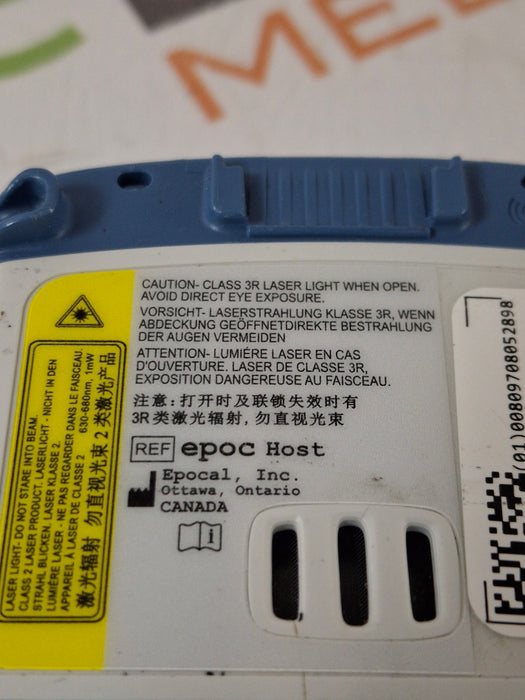 CAUTION- CLASS 3R LASER LIGHT WHEN OPEN.
AVOID DIRECT EYE EXPOSURE.
VORSICHT- LASERSTRAHLUNG KLASSE 3R, WENN
ABDECKUNG GEÖFFNETDIREKTE BESTRAHLUNG
DER AUGEN VERMEIDEN
ATTENTION- LUMIÉRE LASER EN CAS
D'OUVERTURE. LASER DE CLASSE 3R,
EXPOSITION DANGEREUSE AU FAISCEAU.
注意: 打开时及联锁失效时有
3R类激光辐射, 勿直视光束
REF epoc Host
Epocal, Inc.
Ottawa, Ontario
CANADA
LASER LIGHT- DO NOT STARE INTO BEAM.
CLASS 2 LASER PRODUCT. LASERLICHT - NICHT IN DEN
STRAHL BLICKEN. LASER KLASSE 2.
LUMIÈRE LASER - NE PAS REGARDER DANS LE FAISCEAU.
APPAREIL À LASER DE CLASSE 2 630-680nm, 1mW
激光辐射 勿直视光束 2 类激光产品
(01)00809708052898